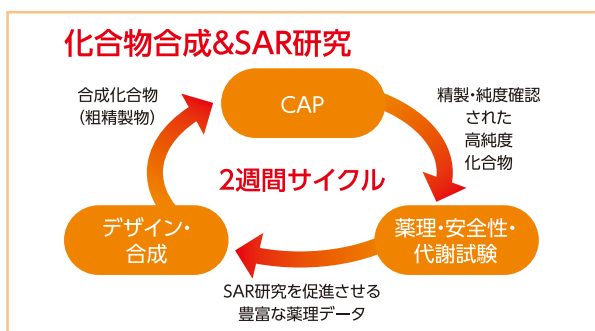 化合物合成&SAR研究
合成化合物
（粗精製物）
CAP
精製・純度確認
された
高純度
化合物
2週間サイクル
デザイン・
合成
薬理・安全性・
代謝試験
SAR研究を促進させる
豊富な薬理データ